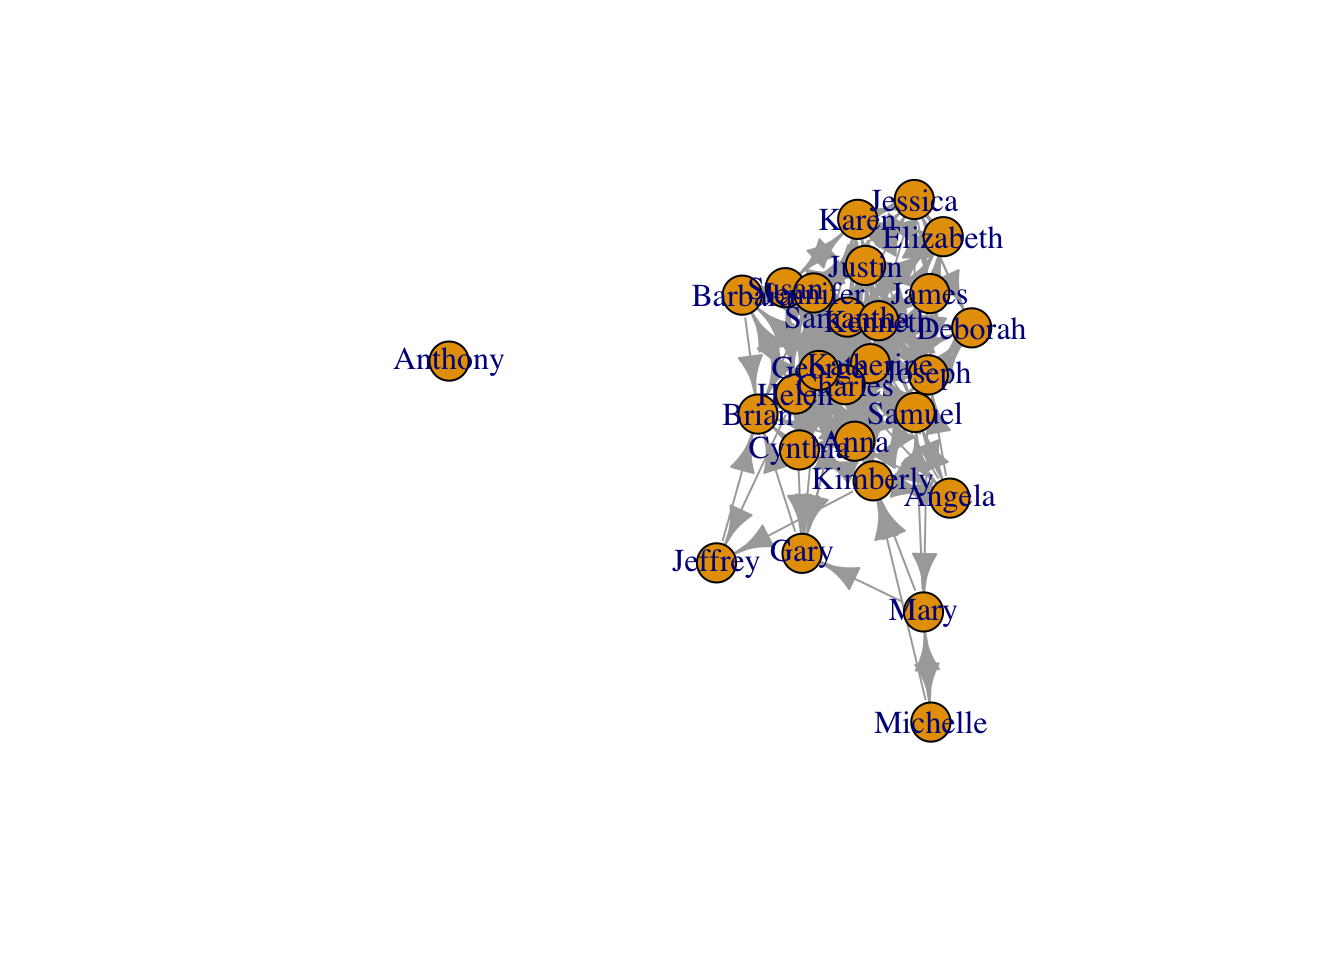 Jessica
Karen
Elizabeth
Justin
Susan
Jennifer
Barbara
James
Samantha
Kenneth
Deborah
Anthony
George
Katherine
Joseph
Charles
Helen
Brian
Samuel
Cynthia
Anna
Kimberly
Angela
Jeffrey
Gary
Mary
Michelle